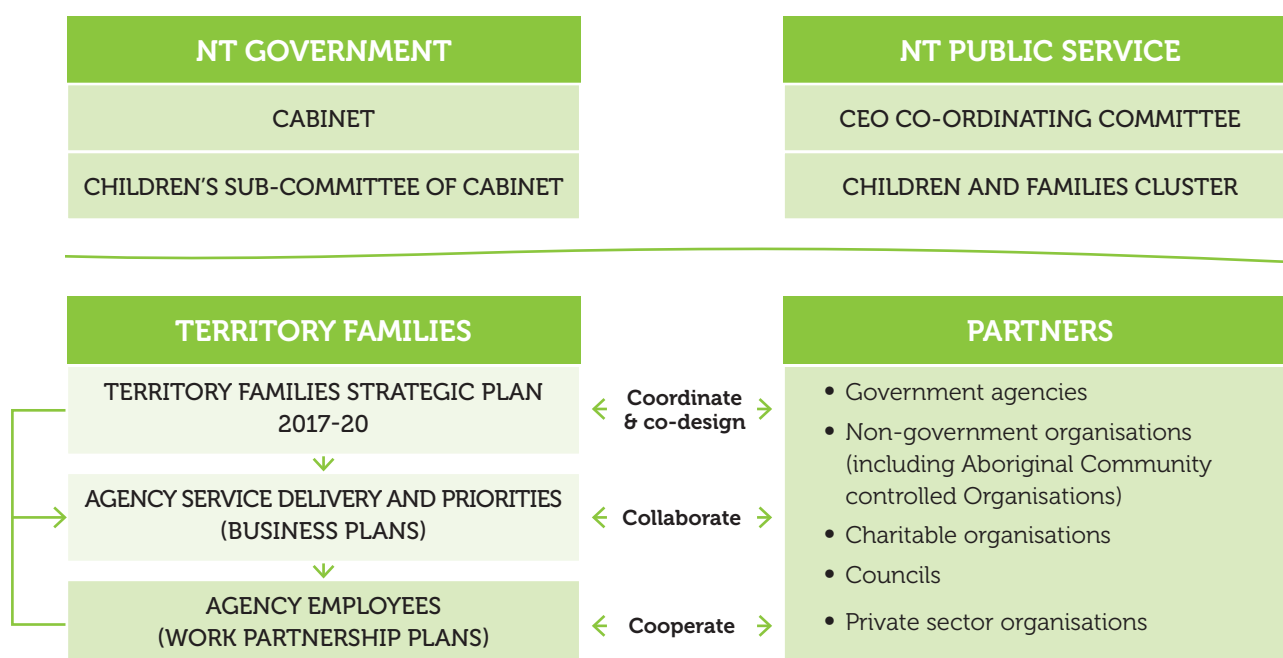 NT GOVERNMENT
CABINET
CHILDREN'S SUB-COMMITTEE OF CABINET
NT PUBLIC SERVICE
CEO CO-ORDINATING COMMITTEE
CHILDREN AND FAMILIES CLUSTER
TERRITORY FAMILIES
TERRITORY FAMILIES STRATEGIC PLAN
2017-20
AGENCY SERVICE DELIVERY AND PRIORITIES
(BUSINESS PLANS)
AGENCY EMPLOYEES
(WORK PARTNERSHIP PLANS)
Coordinate
& co-design
Collaborate
Cooperate
PARTNERS
• Government agencies
• Non-government organisations
(including Aboriginal Community
controlled Organisations)
• Charitable organisations
• Councils
• Private sector organisations